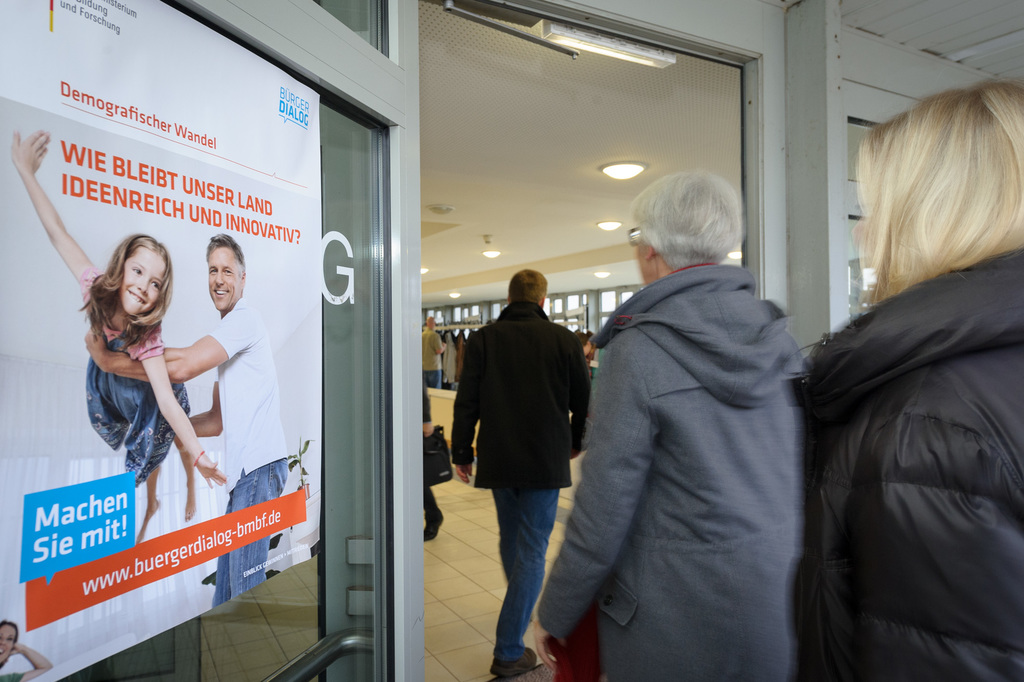 und Forschung
BÜRGER
DIALOG
Demografischer Wandel
WIE BLEIBT UNSER LAND
IDEENREICH UND INNOVATIV?
G
Machen
Sie mit!
www.buergerdialog-bmbf.de